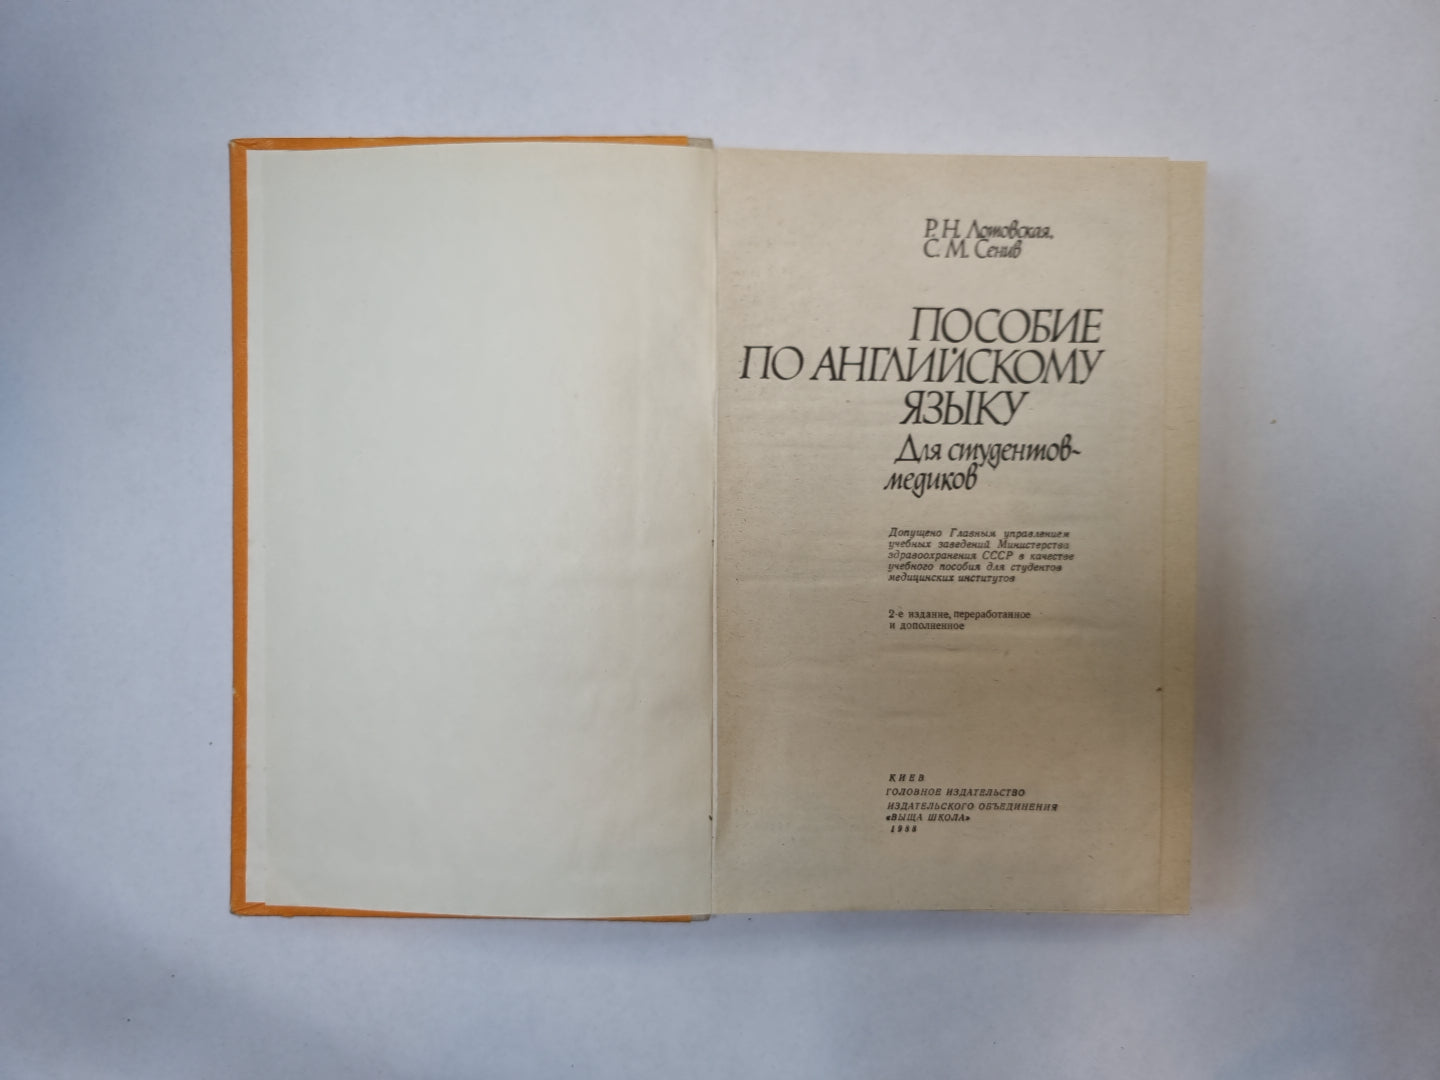 Р. Н. Лотовская,
С. М. Сенив
ПОСОБИЕ
ПО АНГЛИЙСКОМУ
ЯЗЫКУ
Для студентов-
медиков
Допущено Главным управлением
учебных заведений Министерства
здравоохранения СССР в качестве
учебного пособия для студентов
медицинских институтов
2-е издание, переработанное
и дополненное
КИЕВ
ГОЛОВНОЕ ИЗДАТЕЛЬСТВО
ИЗДАТЕЛЬСКОГО ОБЪЕДИНЕНИЯ
«ВЫЩА ШКОЛА»
1988